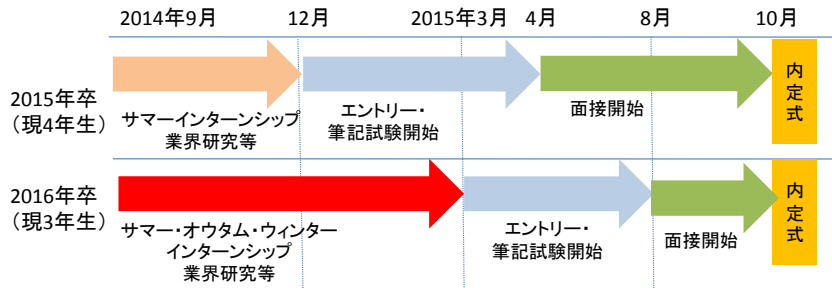 2014年9月 12月 2015年3月 4月 8月 10月
2015年卒
（現4年生）
サマーインターンシップ
業界研究等
エントリー・
筆記試験開始
面接開始
内定式
2016年卒
（現3年生）
サマー・オウタム・ウィンター
インターンシップ
業界研究等
エントリー・
筆記試験開始
面接開始
内定式